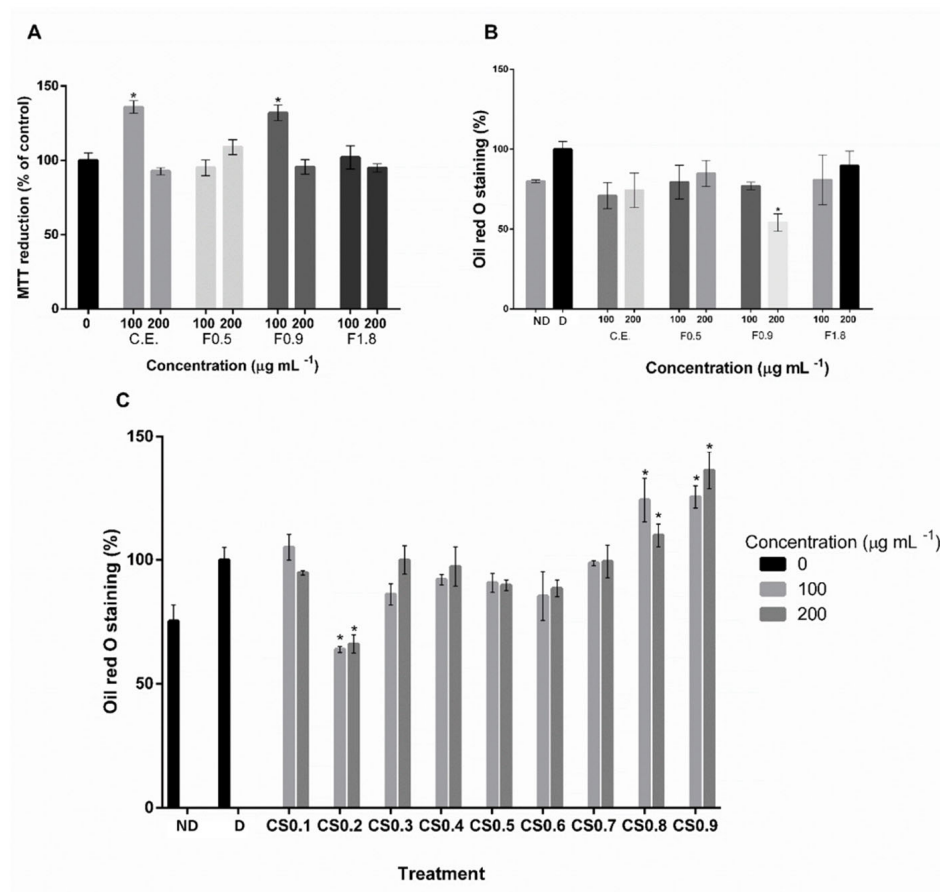 A
MTT reduction (% of control)
150
100
50
0
*
*
0 100 200 100 200 100 200 100 200
C.E. F0.5 F0.9 F1.8
Concentration (μg mL -1)
B
Oil red O staining (%)
150
100
50
0
*
ND D 100 200 100 200 100 200 100 200
C.E. F0.5 F0.9 F1.8
Concentration (μg mL -1)
C
Oil red O staining (%)
150
100
50
0
* * * * * *
ND D CS0.1 CS0.2 CS0.3 CS0.4 CS0.5 CS0.6 CS0.7 CS0.8 CS0.9
Treatment
Concentration (μg mL -1)
0
100
200